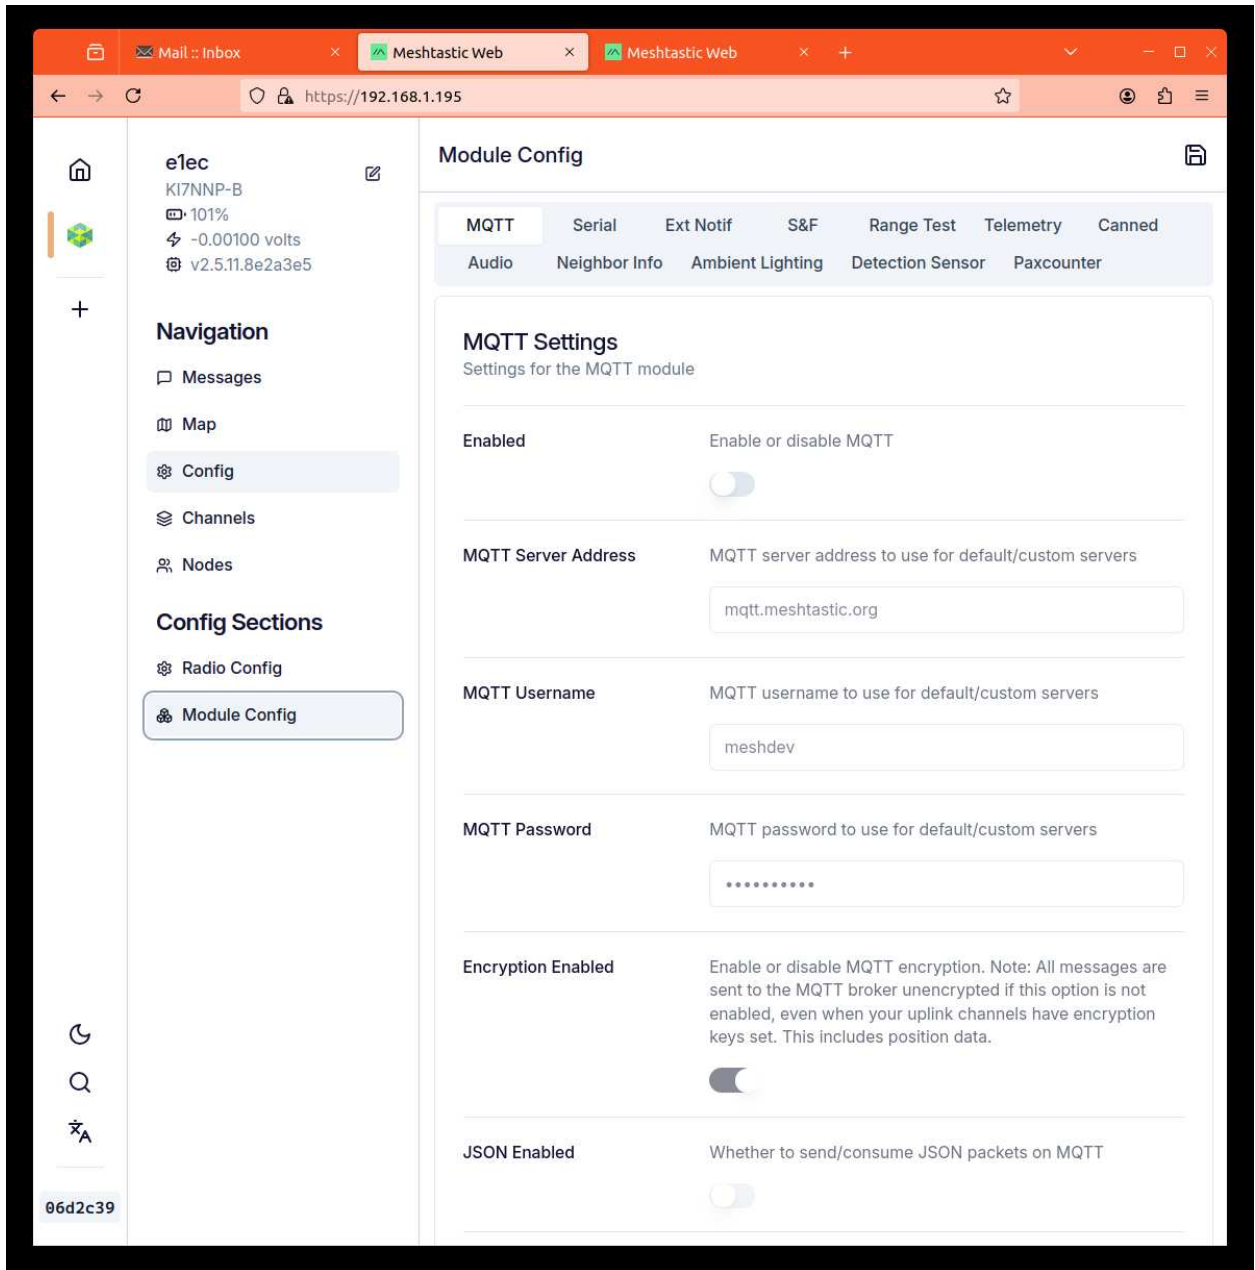 Mail :: Inbox
Meshtastic Web
Meshtastic Web
https://192.168.1.195
e1ec
KI7NNP-B
101%
-0.00100 volts
v2.5.11.8e2a3e5
Navigation
Messages
Map
Config
Channels
Nodes
Config Sections
Radio Config
Module Config
06d2c39
Module Config
MQTT Serial Ext Notif S&F Range Test Telemetry Canned
Audio Neighbor Info Ambient Lighting Detection Sensor Paxcounter
MQTT Settings
Settings for the MQTT module
Enabled
Enable or disable MQTT
MQTT Server Address
MQTT server address to use for default/custom servers
mqtt.meshtastic.org
MQTT Username
MQTT username to use for default/custom servers
meshdev
MQTT Password
MQTT password to use for default/custom servers
••••••••••
Encryption Enabled
Enable or disable MQTT encryption. Note: All messages are
sent to the MQTT broker unencrypted if this option is not
enabled, even when your uplink channels have encryption
keys set. This includes position data.
JSON Enabled
Whether to send/consume JSON packets on MQTT